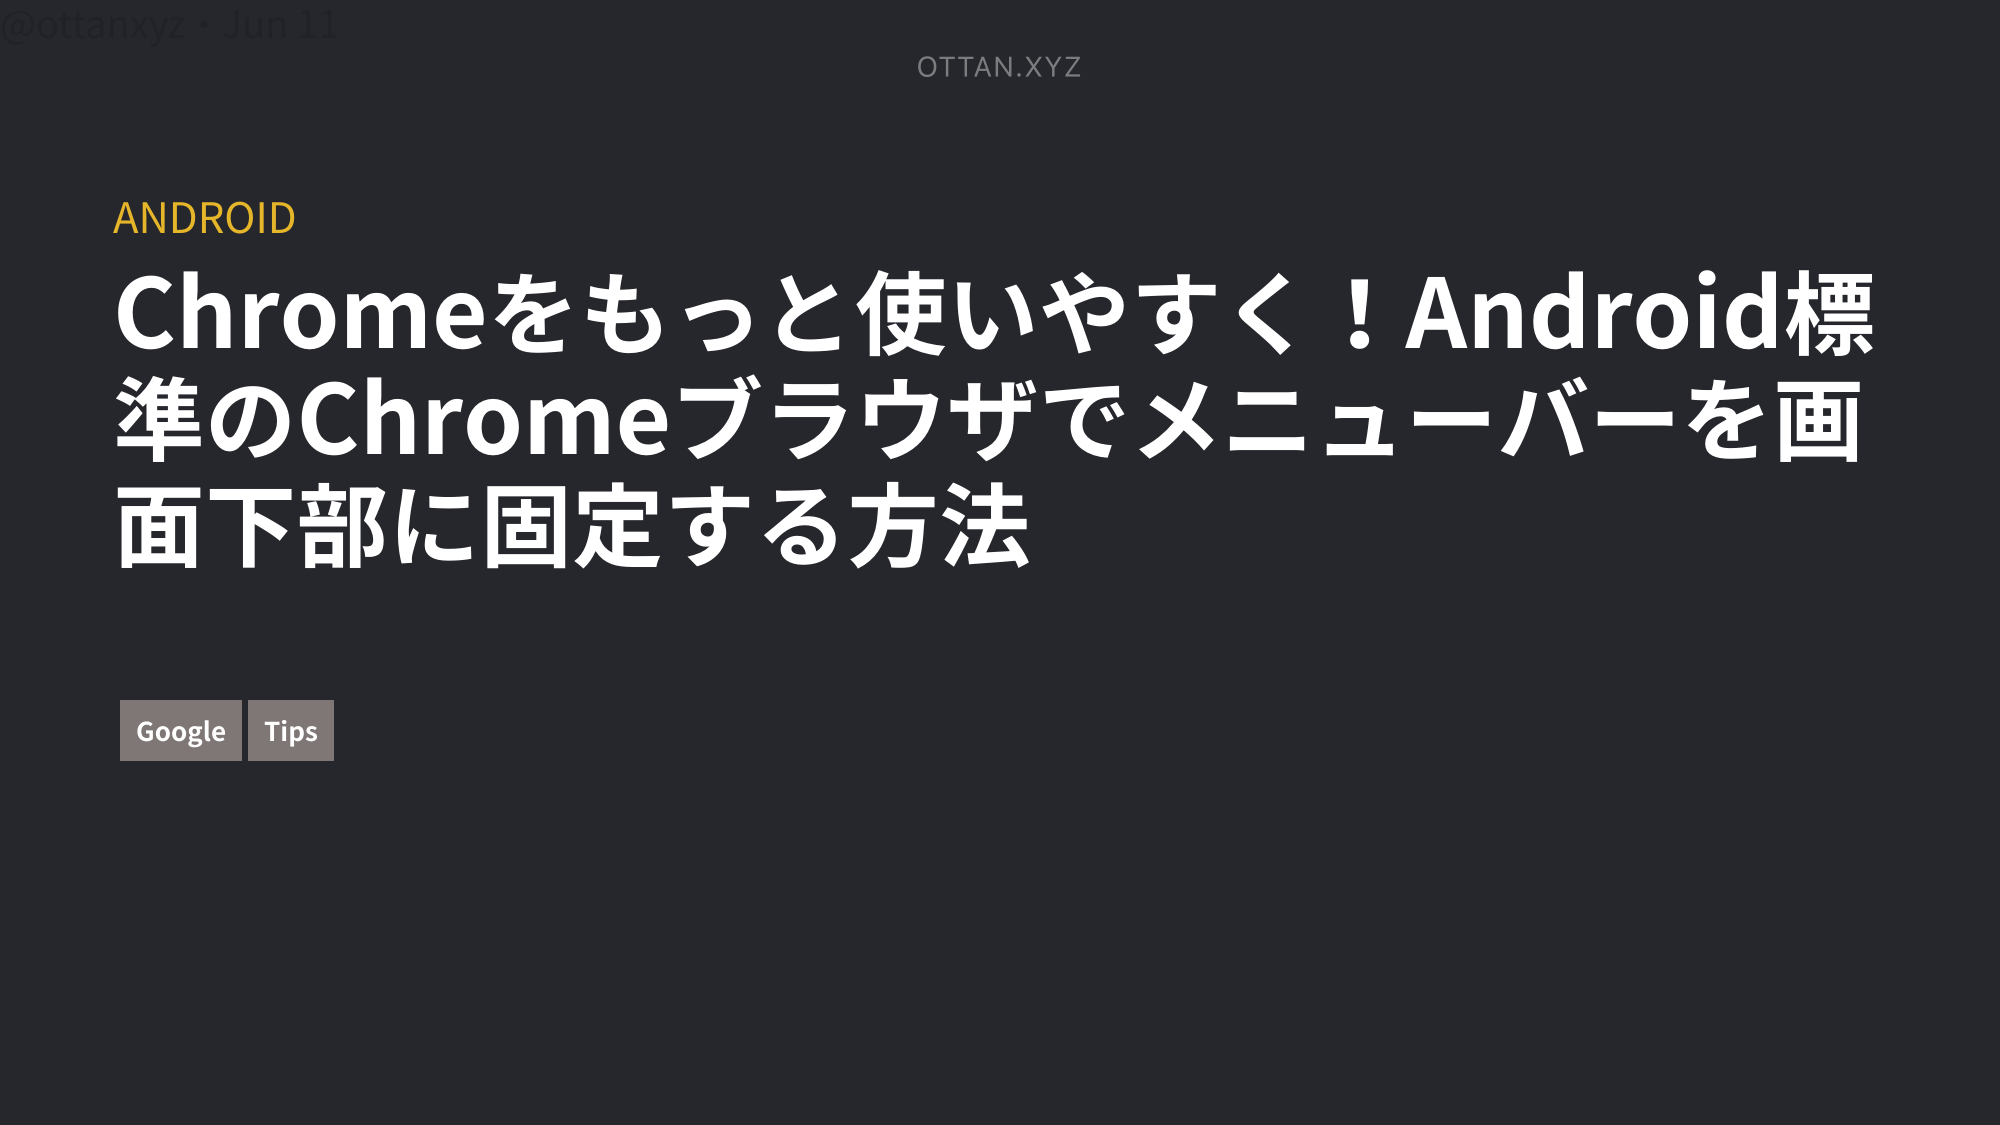 @ottanxyz • Jun 11
OTTAN.XYZ
ANDROID
Chromeをもっと使いやすく！Android標
準のChromeブラウザでメニューバーを画
面下部に固定する方法
Google Tips